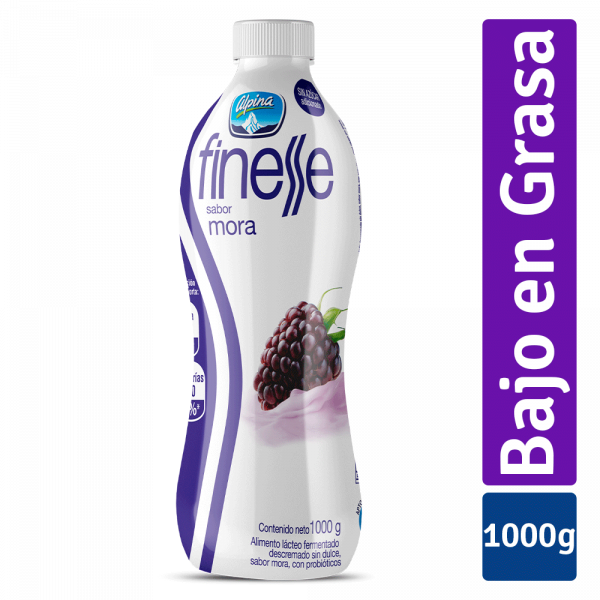 alpina
SIN AZÚCAR
adicionado
finesse
sabor
mora
Contenido neto 1000 g
Alimento lácteo fermentado
descremado sin dulce,
sabor mora, con probióticos
Bajo en Grasa
1000g